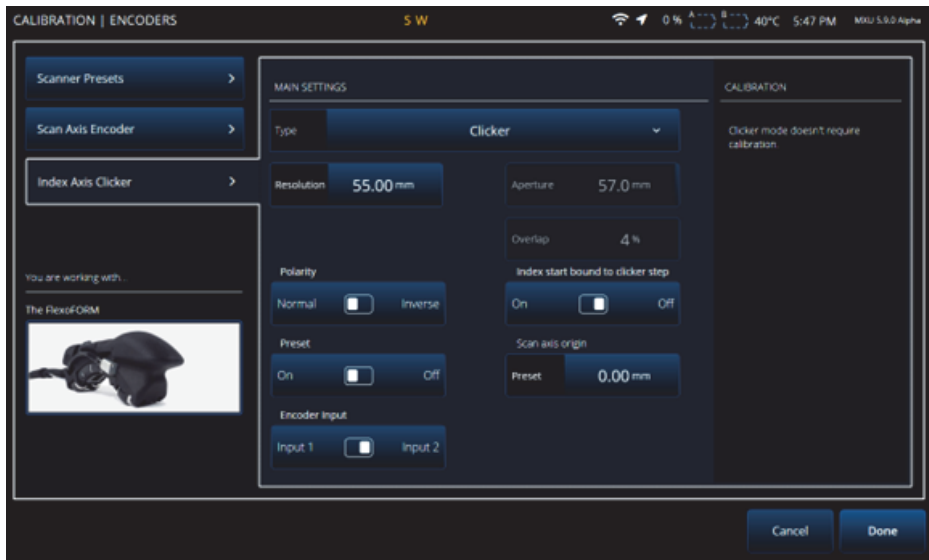 CALIBRATION | ENCODERS
S W
0 %
A
B
40°C
5:47 PM
MXU 5.9.0 Alpha
Scanner Presets
Scan Axis Encoder
Index Axis Clicker
You are working with...
The FlexoFORM
MAIN SETTINGS
Type
Clicker
Resolution
55.00 mm
Aperture
57.0 mm
Overlap
4 %
Polarity
Normal
Inverse
Index start bound to clicker step
On
Off
Preset
On
Off
Scan axis origin
Preset
0.00 mm
Encoder Input
Input 1
Input 2
CALIBRATION
Clicker mode doesn't require
calibration.
Cancel
Done